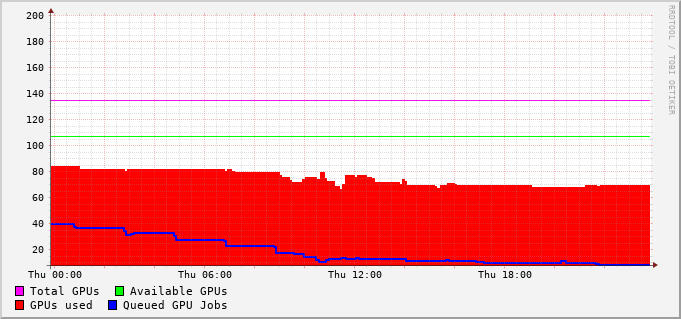 200
180
160
140
120
100
80
60
40
20
Thu 00:00 Thu 06:00 Thu 12:00 Thu 18:00
Total GPUs Available GPUs
GPUs used Queued GPU Jobs
RRDTOOL / TOBI OETIKER